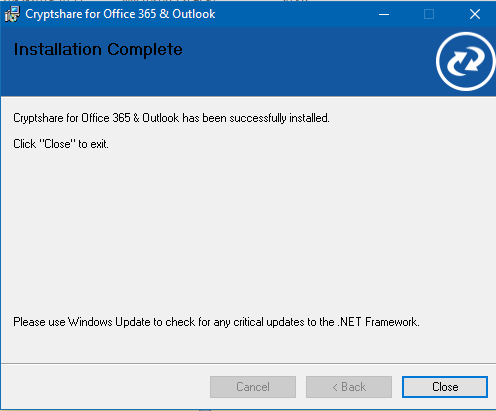 Cryptshare for Office 365 & Outlook
Installation Complete
Cryptshare for Office 365 & Outlook has been successfully installed.
Click "Close" to exit.
Please use Windows Update to check for any critical updates to the .NET Framework.
Cancel
< Back
Close